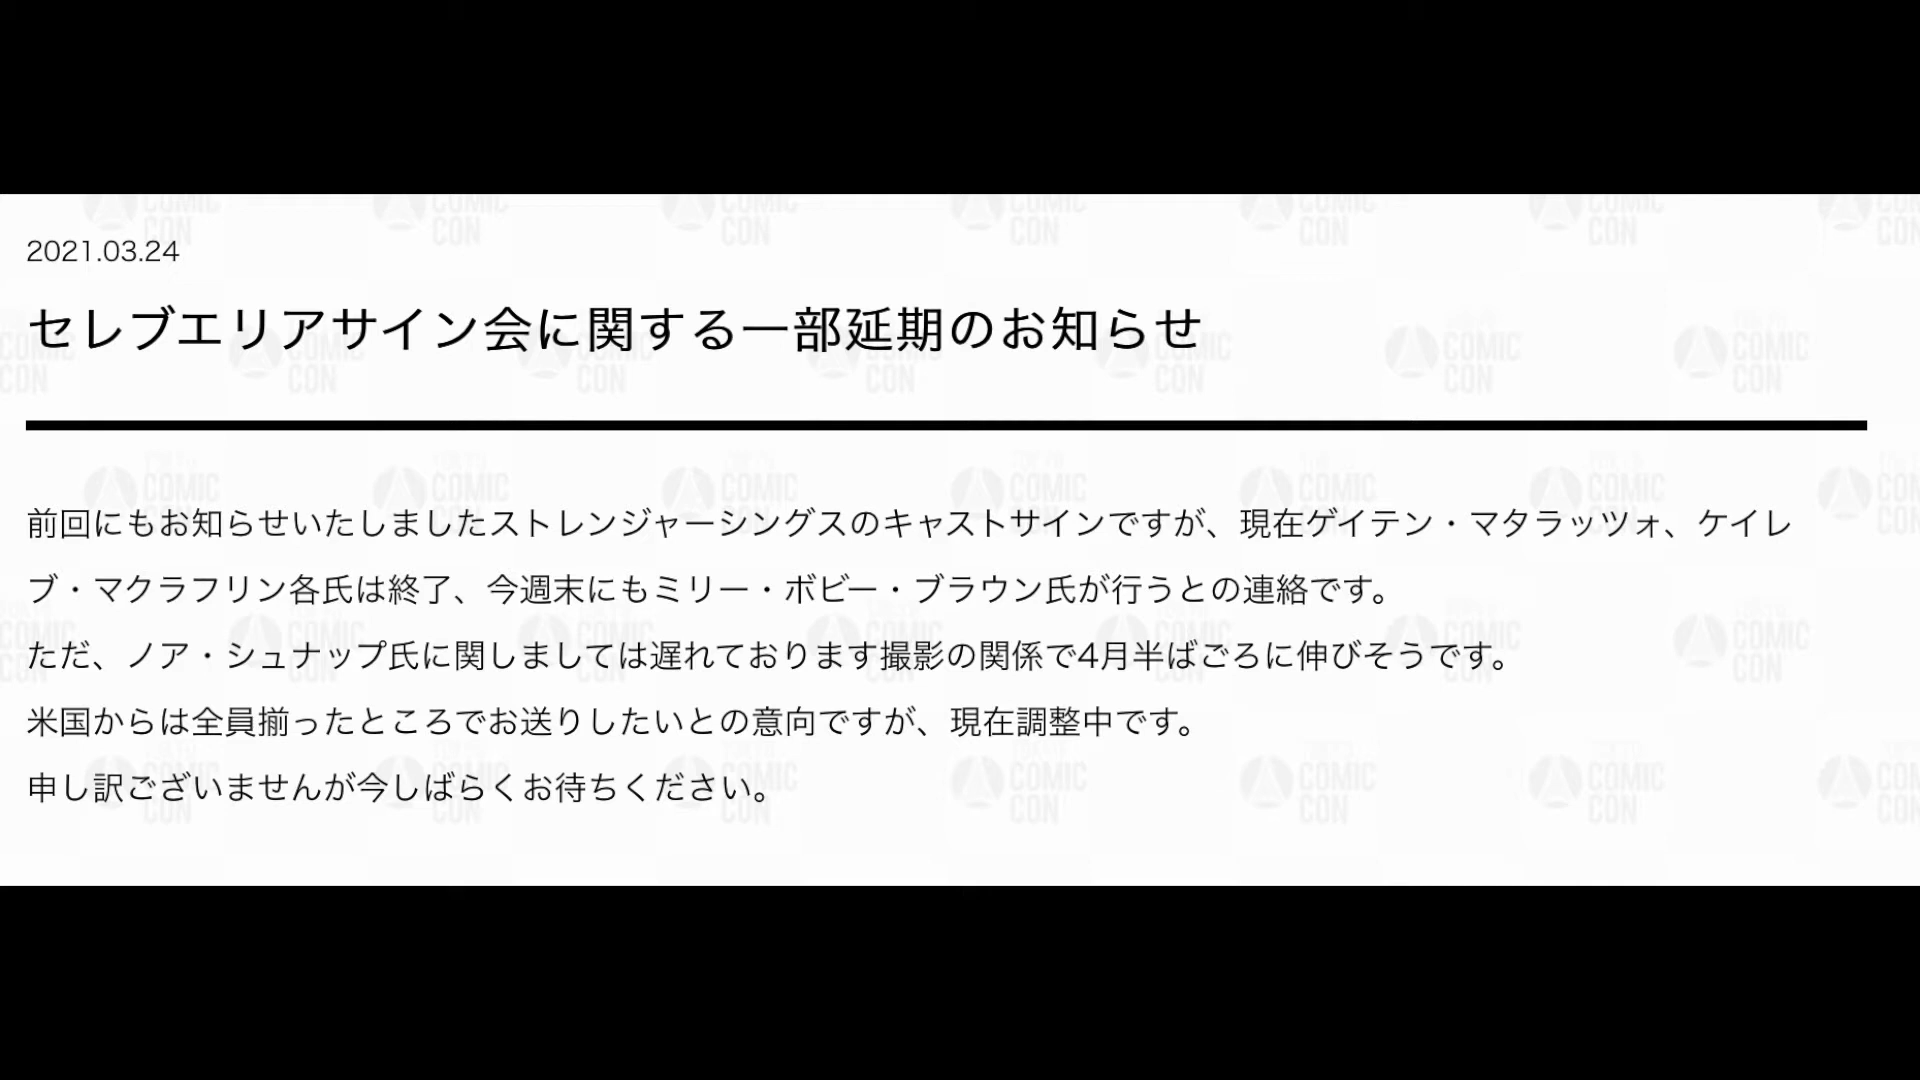 2021.03.24
セレブエリアサイン会に関する一部延期のお知らせ
前回にもお知らせいたしましたストレンジャーシングスのキャストサインですが、現在ゲイテン・マタラッツォ、ケイレ
ブ・マクラフリン各氏は終了、今週末にもミリー・ボビー・ブラウン氏が行うとの連絡です。
ただ、ノア・シュナップ氏に関しましては遅れております撮影の関係で4月半ばごろに伸びそうです。
米国からは全員揃ったところでお送りしたいとの意向ですが、現在調整中です。
申し訳ございませんが今しばらくお待ちください。
COMIC CON